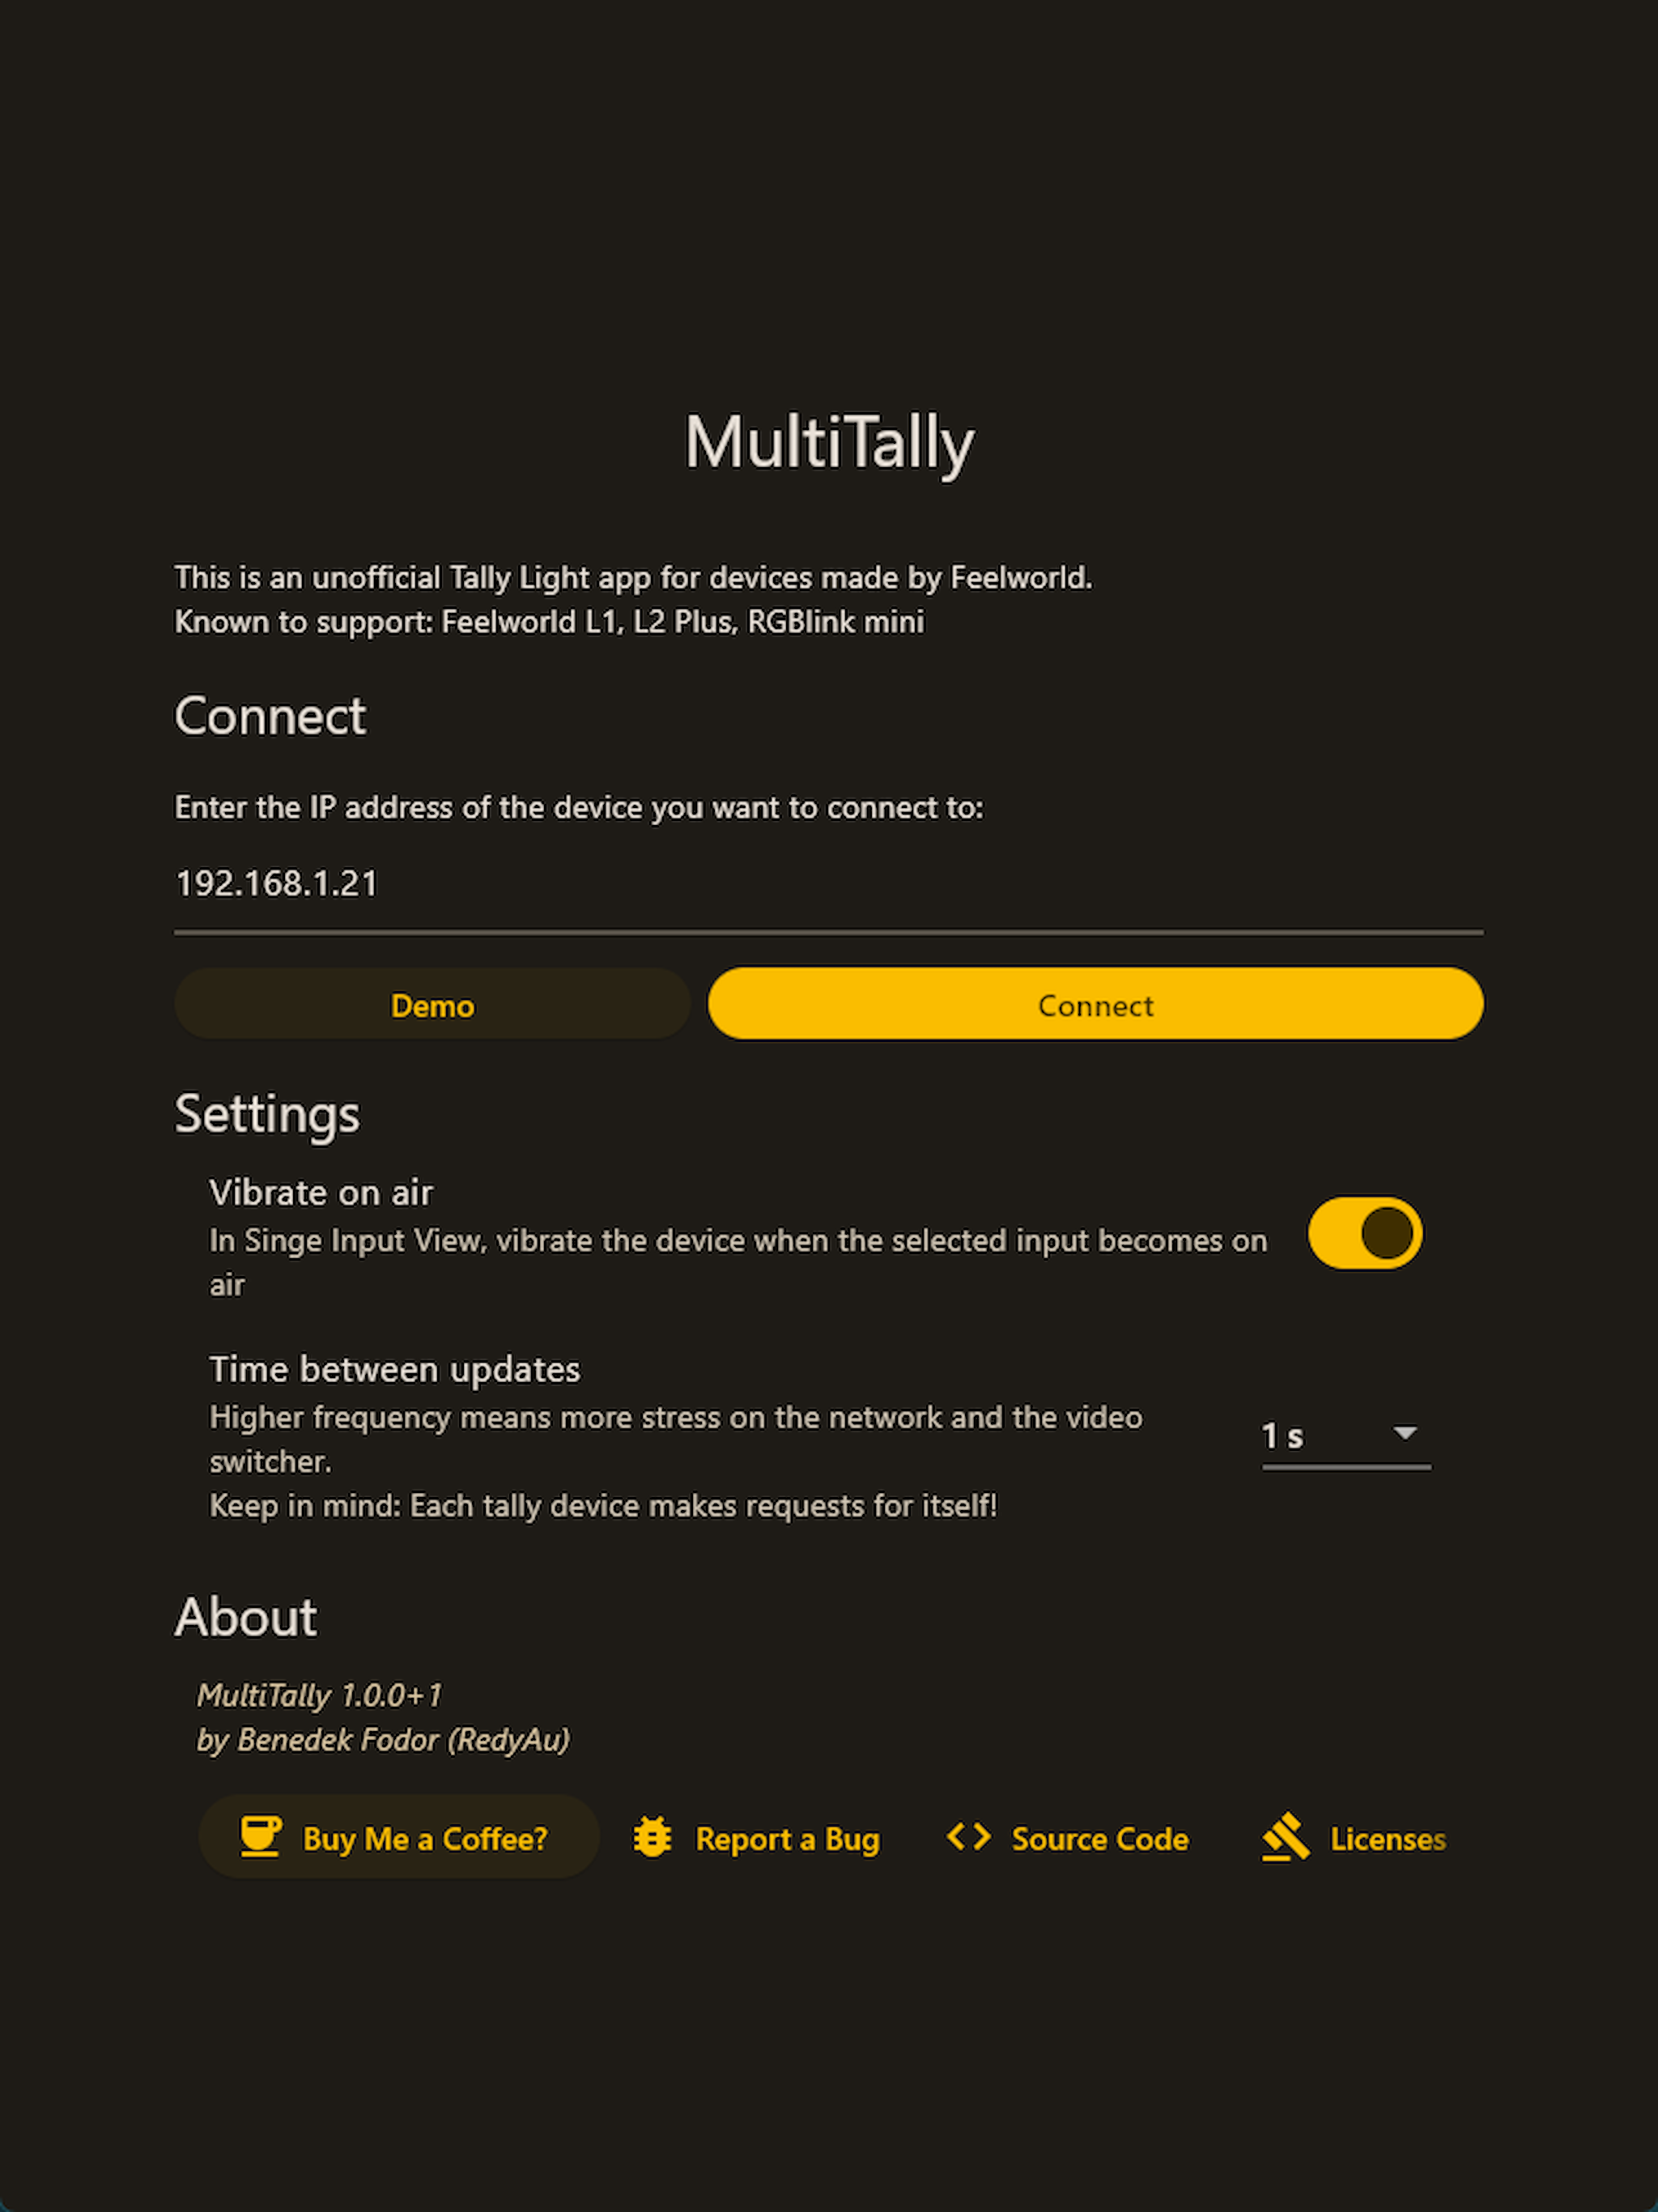 MultiTally
This is an unofficial Tally Light app for devices made by Feelworld.
Known to support: Feelworld L1, L2 Plus, RGBlink mini
Connect
Enter the IP address of the device you want to connect to:
192.168.1.21
Demo
Connect
Settings
Vibrate on air
In Singe Input View, vibrate the device when the selected input becomes on
air
Time between updates
Higher frequency means more stress on the network and the video
switcher.
Keep in mind: Each tally device makes requests for itself!
1 s
About
MultiTally 1.0.0+1
by Benedek Fodor (RedyAu)
Buy Me a Coffee?
Report a Bug
Source Code
Licenses